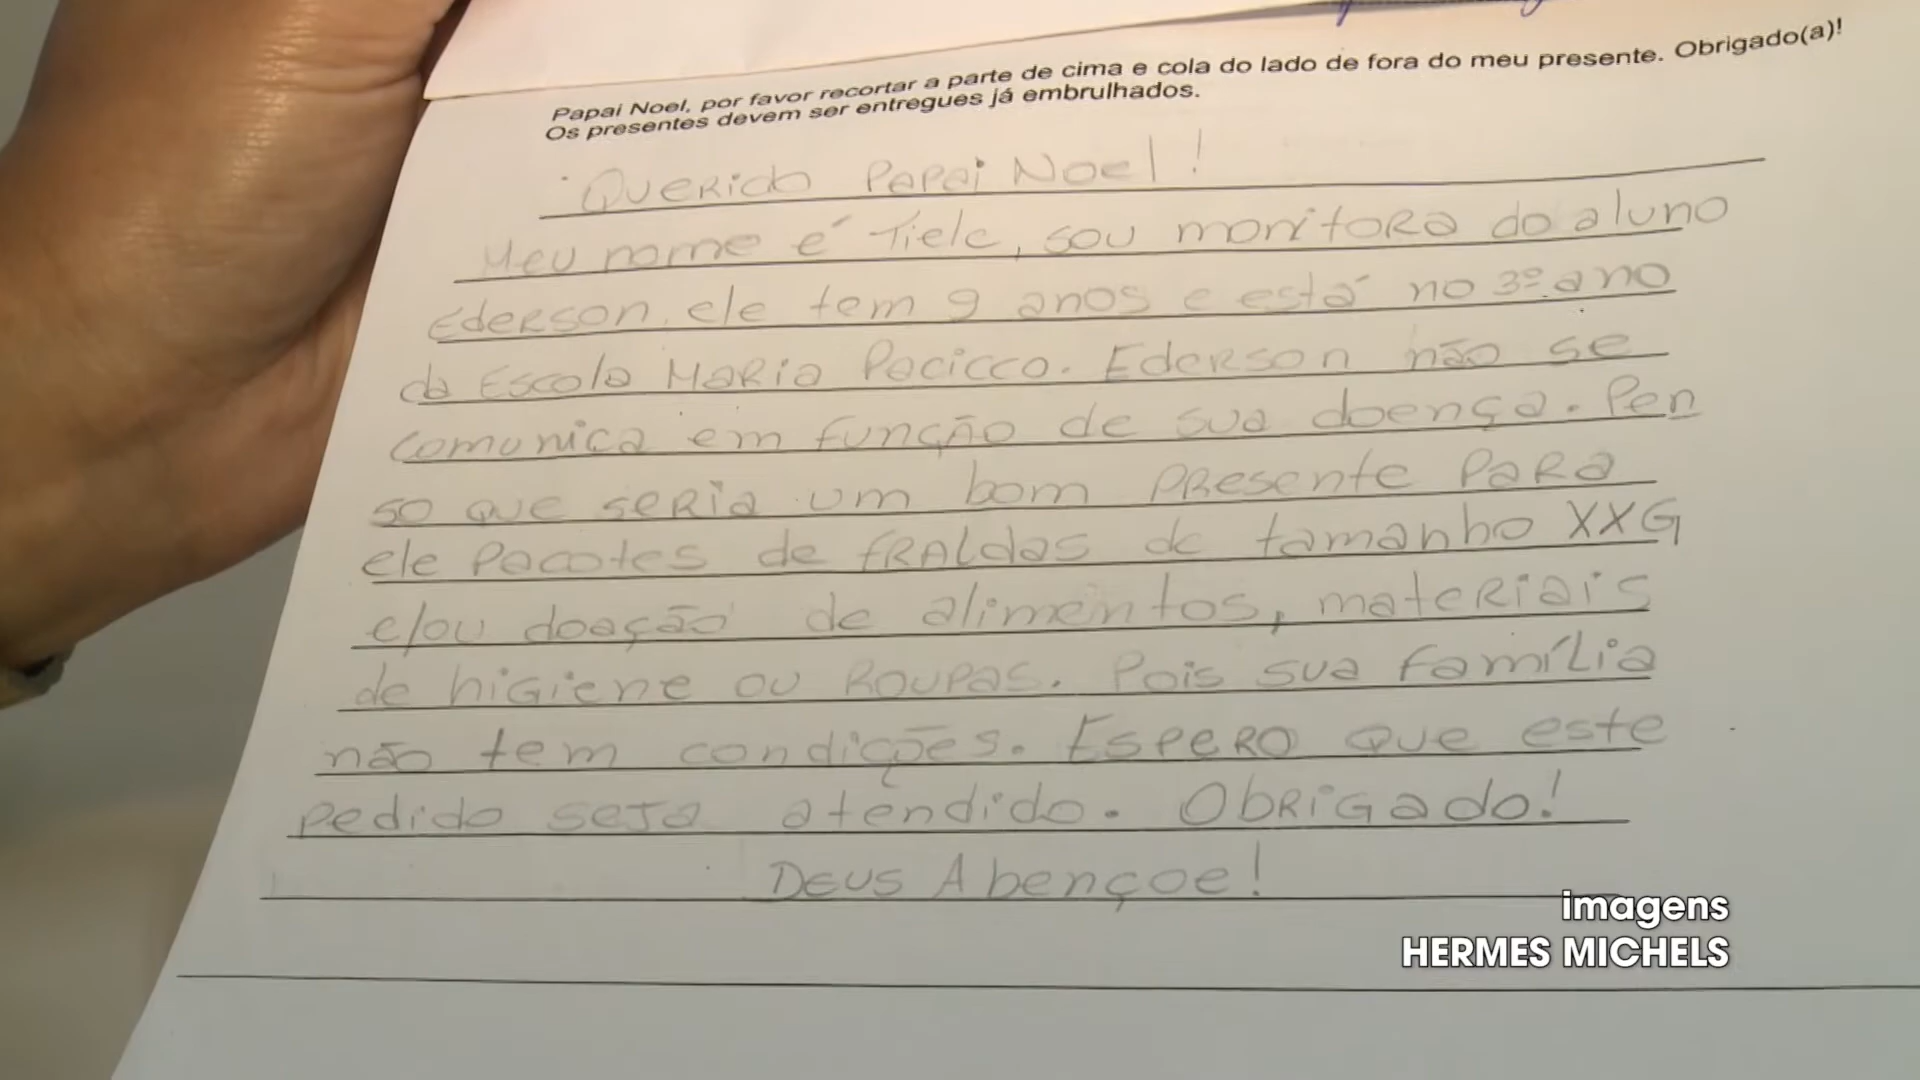 Papai Noel, por favor recortar a parte de cima e cola do lado de fora do meu presente. Obrigado(a)!
Os presentes devem ser entregues já embrulhados.
Querido Papai Noel!
Meu nome é Tiele, sou monitora do aluno
Ederson, ele tem 9 anos e está no 3º ano
da Escola Maria Pacicco. Ederson não se
comunica em função de sua doença. Pen
so que seria um bom presente para
ele pacotes de fraldas de tamanho XXG
e/ou doação de alimentos, materiais
de higiene ou roupas. Pois sua família
não tem condições. Espero que este
pedido seja atendido. Obrigado!
Deus Abençoe!
imagens
HERMES MICHELS